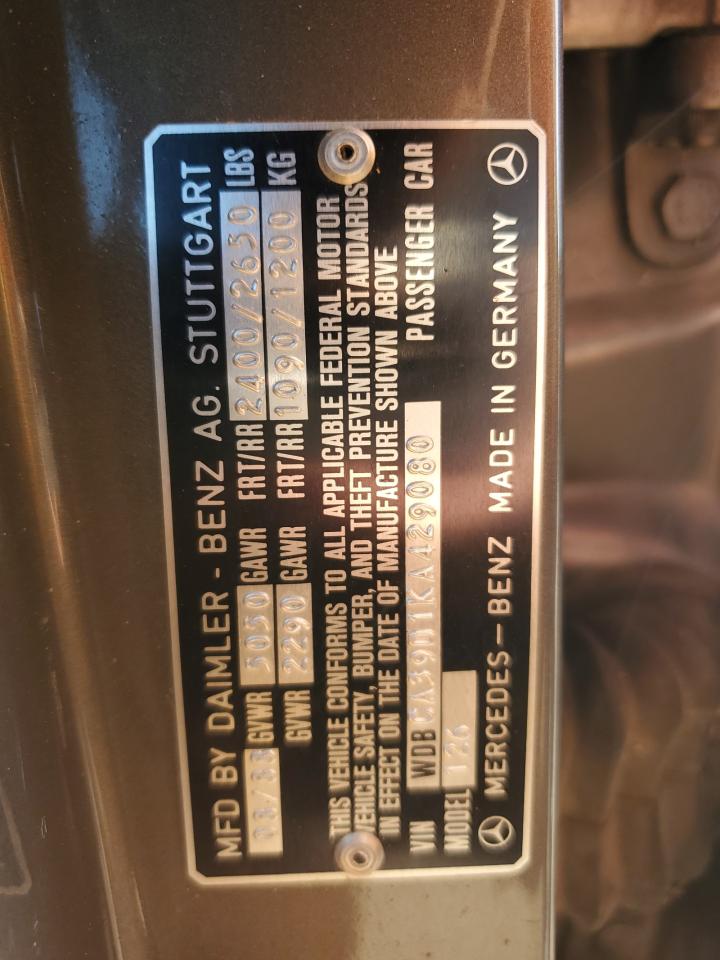 MFD BY DAIMLER - BENZ AG. STUTTGART
GVWR 5050 GAWR FRT/RR 2400/2650 LBS
GVWR 2290 GAWR FRT/RR 1090/1200 KG
THIS VEHICLE CONFORMS TO ALL APPLICABLE FEDERAL MOTOR
VEHICLE SAFETY, BUMPER, AND THEFT PREVENTION STANDARDS
IN EFFECT ON THE DATE OF MANUFACTURE SHOWN ABOVE
VIN WDBCA39D1KA429080 PASSENGER CAR
MODEL 126
MERCEDES-BENZ MADE IN GERMANY